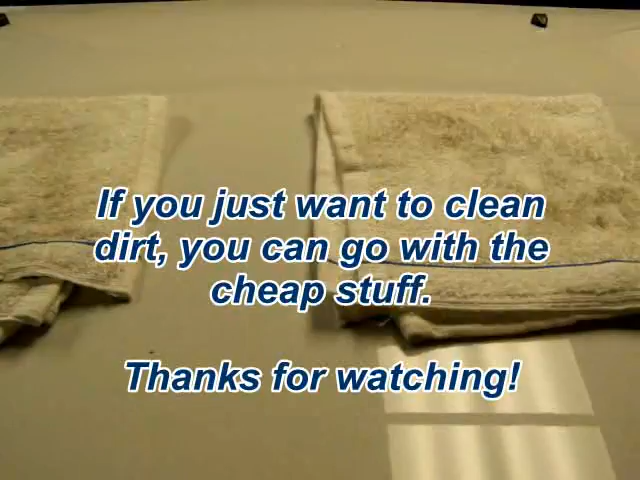 If you just want to clean
dirt, you can go with the
cheap stuff.
Thanks for watching!